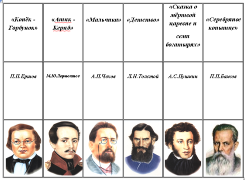 «Конёк - Горбунок»
«Ашик - Кериб»
«Мальчики»
«Детство»
«Сказка о мёртвой царевне и семи богатырях»
«Серебряное копытце»
П.П.Ершов
М.Ю.Лермонтов
А.П.Чехов
Л.Н.Толстой
А.С.Пушкин
П.П.Бажов